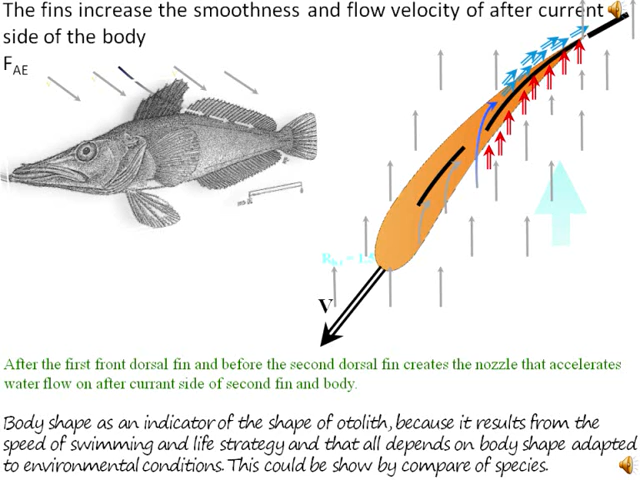 The fins increase the smoothness and flow velocity of after current
side of the body
FAE
V
After the first front dorsal fin and before the second dorsal fin creates the nozzle that accelerates
water flow on after currant side of second fin and body.
Body shape as an indicator of the shape of otolith, because it results from the
speed of swimming and life strategy and that all depends on body shape adapted
to environmental conditions. This could be show by compare of species.